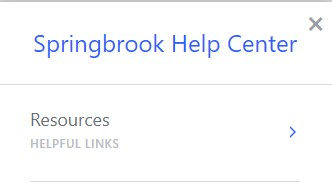 Springbrook Help Center
Resources
HELPFUL LINKS